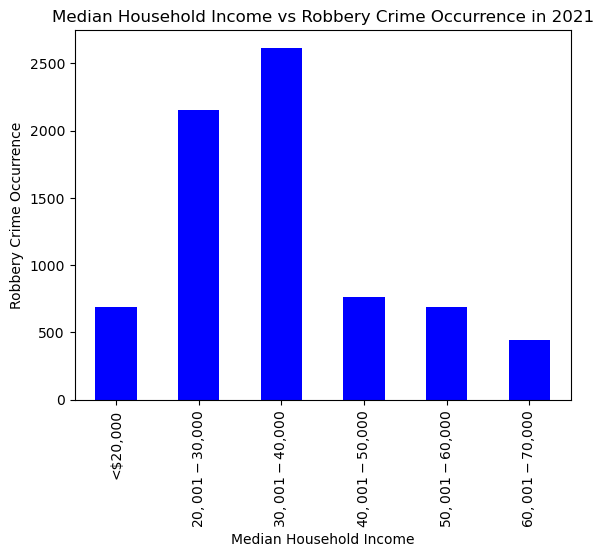 Median Household Income vs Robbery Crime Occurrence in 2021
Robbery Crime Occurrence
2500
2000
1500
1000
500
0
<$20,000
20, 001 − 30,000
30, 001 − 40,000
40, 001 − 50,000
50, 001 − 60,000
60, 001 − 70,000
Median Household Income